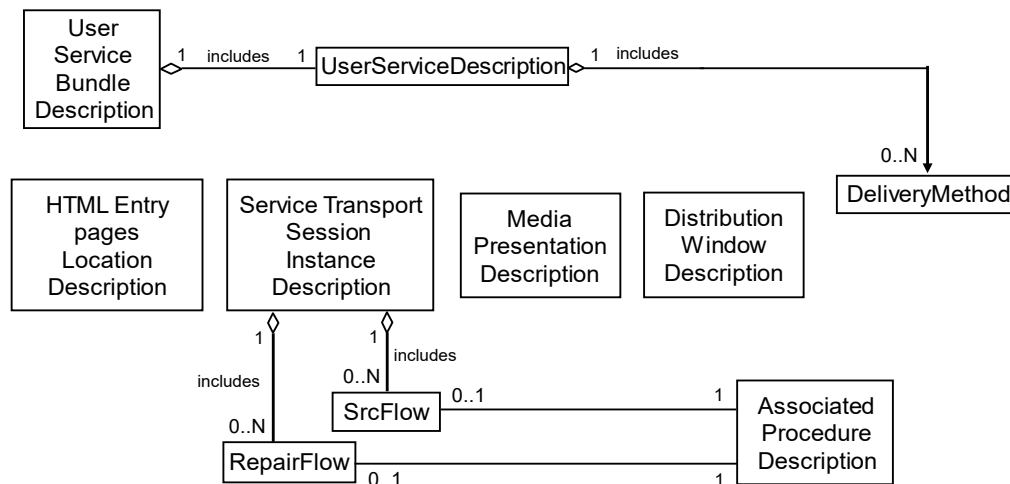 User
Service
Bundle
Description
1
includes
1
UserServiceDescription
1
includes
0..N
DeliveryMethod
HTML Entry
pages
Location
Description
Service Transport
Session
Instance
Description
Media
Presentation
Description
Distribution
Window
Description
1
includes
0..N
RepairFlow
1
includes
0..N
SrcFlow
0..1
1
0..1
1
Associated
Procedure
Description